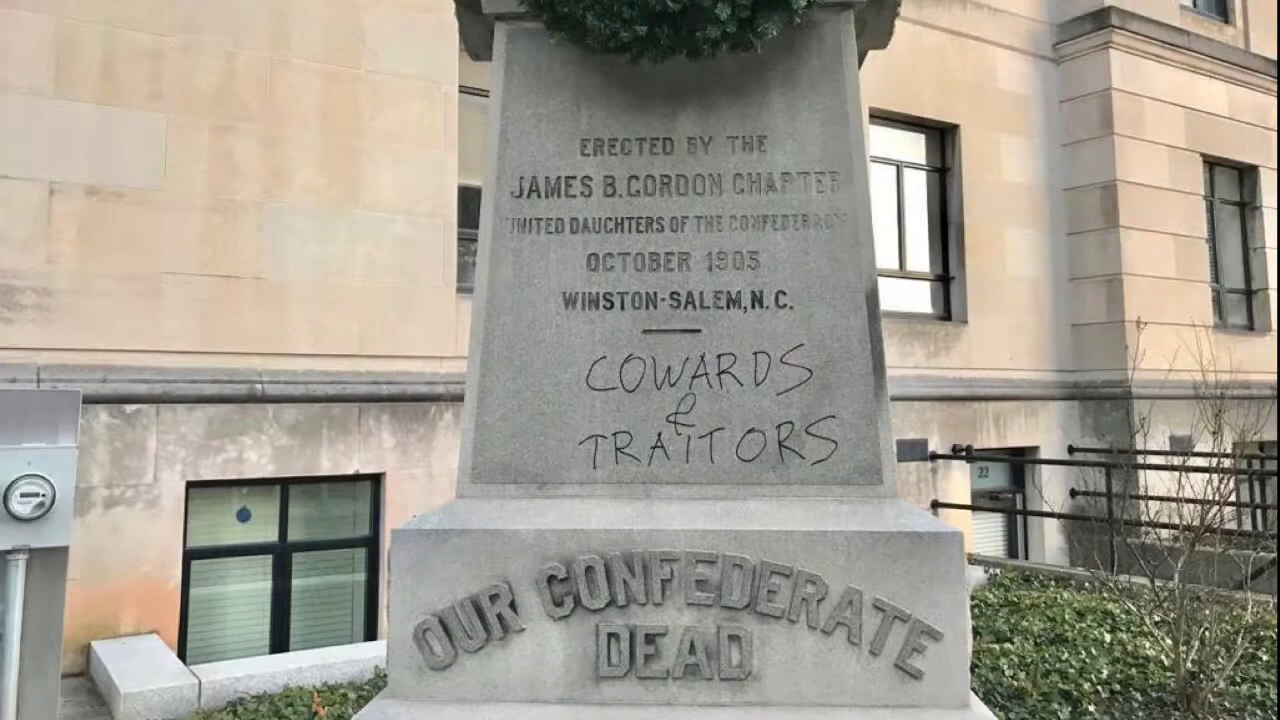 ERECTED BY THE
JAMES B. GORDON CHAPTER
UNITED DAUGHTERS OF THE CONFEDERACY
OCTOBER 1905
WINSTON-SALEM, N.C.
COWARDS
&
TRAITORS
22
OUR CONFEDERATE
DEAD